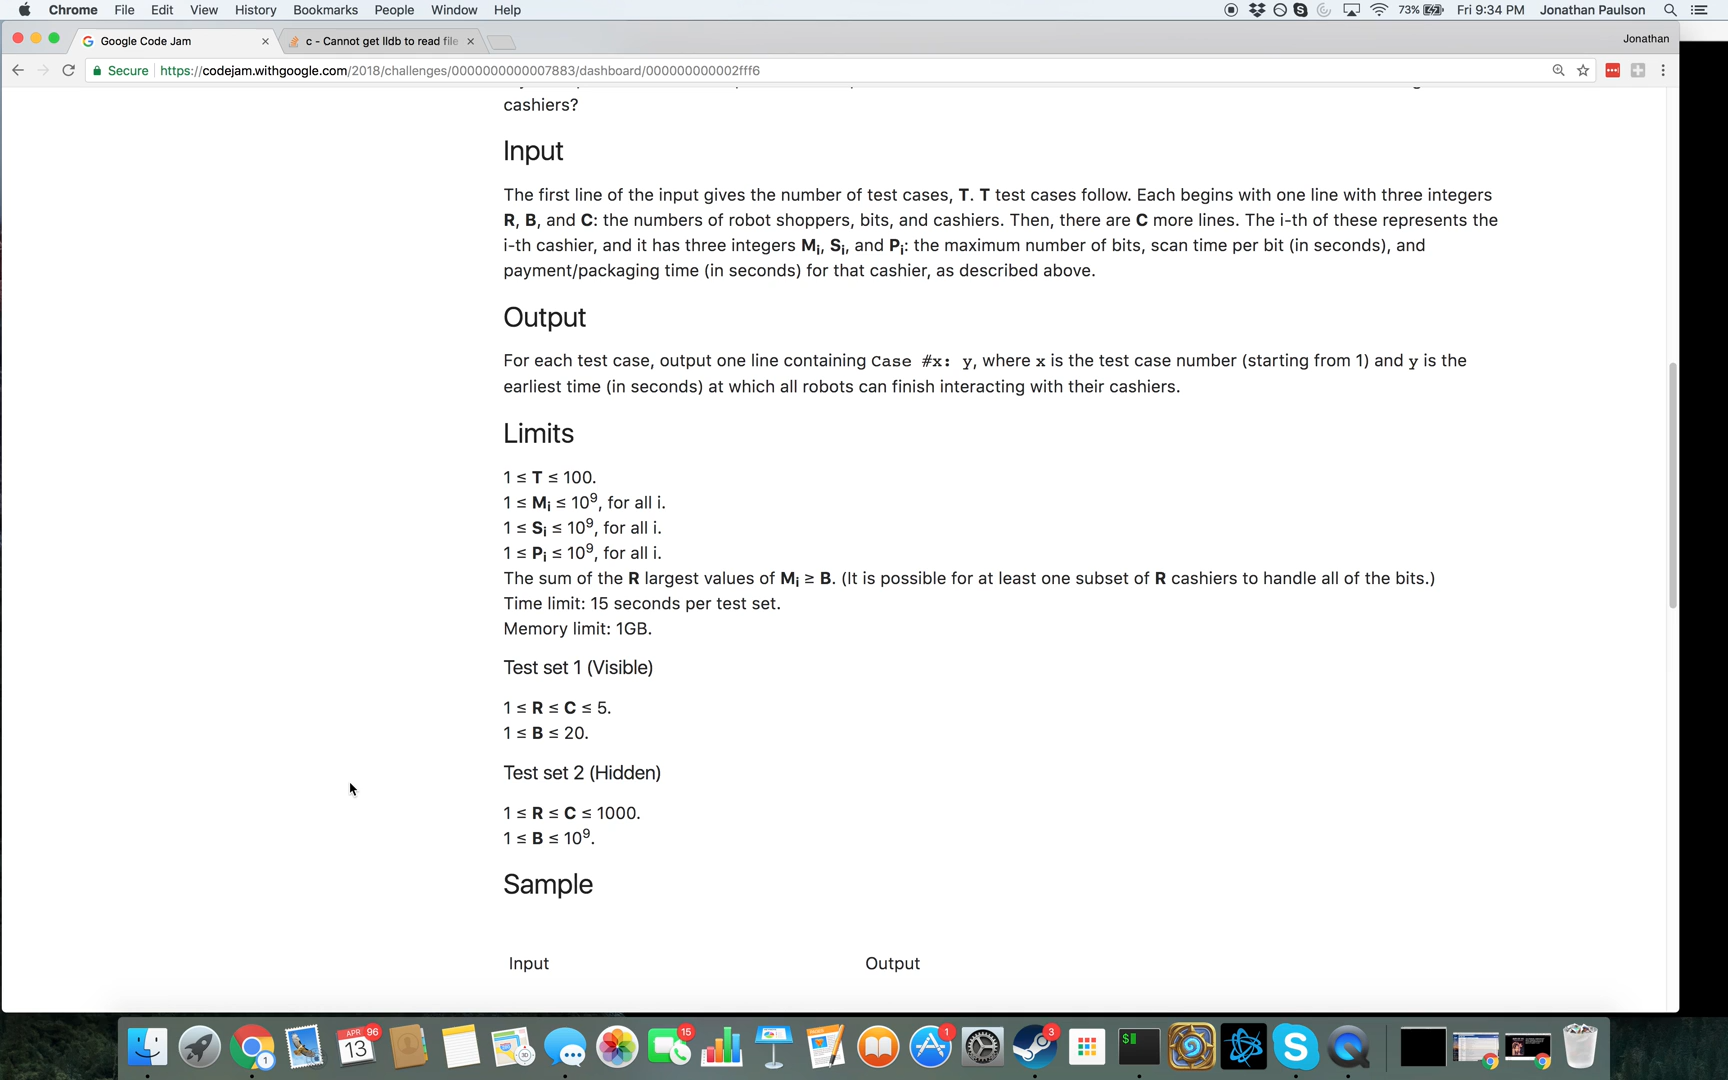 Chrome File Edit View History Bookmarks People Window Help 73% Fri 9:34 PM Jonathan Paulson
Google Code Jam × c - Cannot get lldb to read file × Jonathan
Secure https://codejam.withgoogle.com/2018/challenges/0000000000007883/dashboard/000000000002fff6
cashiers?
Input
The first line of the input gives the number of test cases, T. T test cases follow. Each begins with one line with three integers
R, B, and C: the numbers of robot shoppers, bits, and cashiers. Then, there are C more lines. The i-th of these represents the
i-th cashier, and it has three integers Mi, Si, and Pi: the maximum number of bits, scan time per bit (in seconds), and
payment/packaging time (in seconds) for that cashier, as described above.
Output
For each test case, output one line containing Case #x: y, where x is the test case number (starting from 1) and y is the
earliest time (in seconds) at which all robots can finish interacting with their cashiers.
Limits
1 ≤ T ≤ 100.
1 ≤ Mi ≤ 10⁹, for all i.
1 ≤ Si ≤ 10⁹, for all i.
1 ≤ Pi ≤ 10⁹, for all i.
The sum of the R largest values of Mi ≥ B. (It is possible for at least one subset of R cashiers to handle all of the bits.)
Time limit: 15 seconds per test set.
Memory limit: 1GB.
Test set 1 (Visible)
1 ≤ R ≤ C ≤ 5.
1 ≤ B ≤ 20.
Test set 2 (Hidden)
1 ≤ R ≤ C ≤ 1000.
1 ≤ B ≤ 10⁹.
Sample
Input Output
1 APR 13 96 3D 15 1 3 $